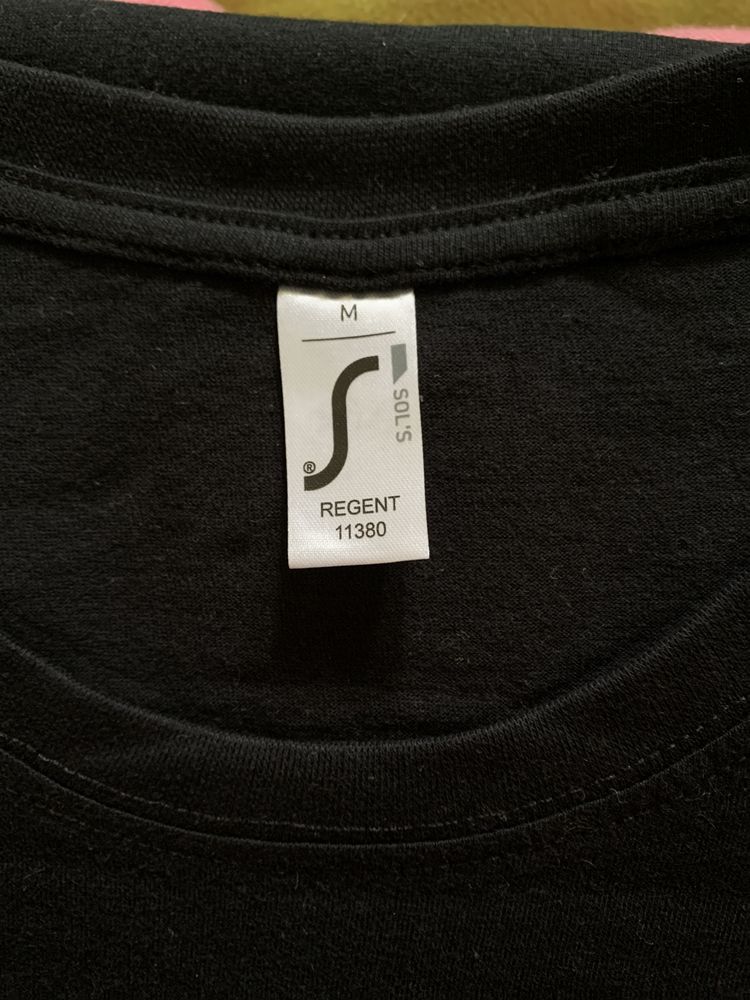 M
SOL'S
®
REGENT
11380